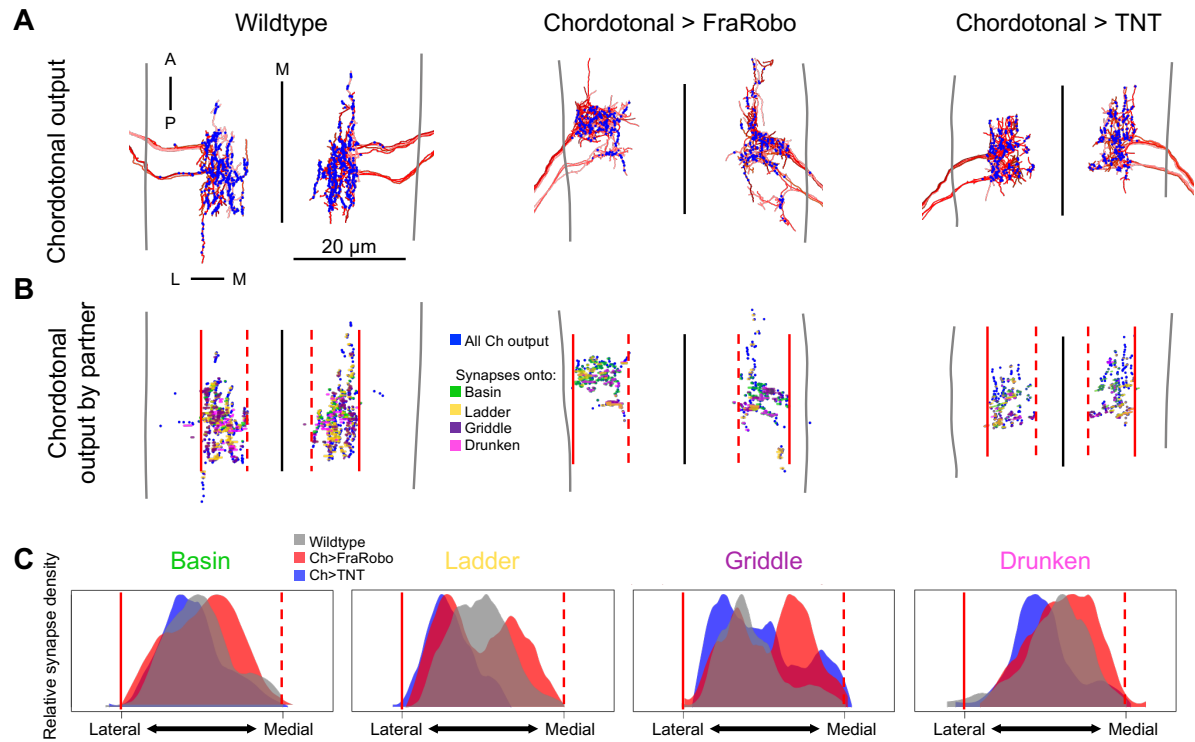 A
Wildtype
Chordotonal > FraRobo
Chordotonal > TNT
Chordotonal output
A
P
M
20 µm
L
M
B
Chordotonal
output by partner
All Ch output
Synapses onto:
Basin
Ladder
Griddle
Drunken
C
Wildtype
Ch>FraRobo
Ch>TNT
Basin
Ladder
Griddle
Drunken
Relative synapse density
Lateral
Medial
Lateral
Medial
Lateral
Medial
Lateral
Medial